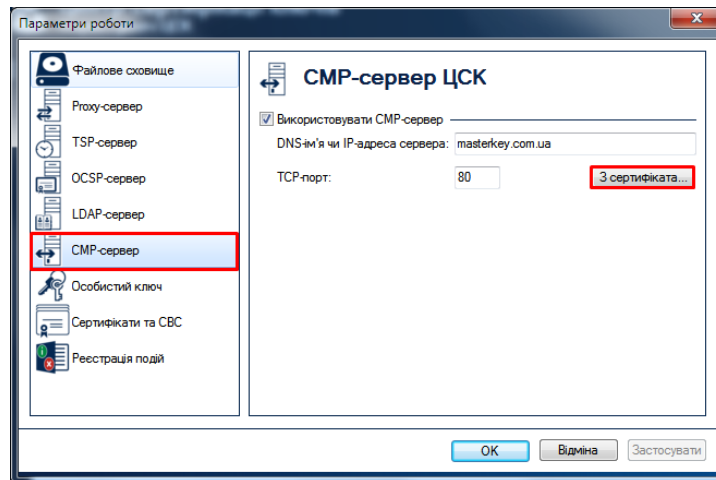 Параметри роботи
Файлове сховище
Proxy-сервер
TSP-сервер
OCSP-сервер
LDAP-сервер
CMP-сервер
Особистий ключ
Сертифікати та СВС
Реєстрація подій
CMP-сервер ЦСК
Використовувати CMP-сервер
DNS-ім'я чи IP-адреса сервера: masterkey.com.ua
TCP-порт: 80 З сертифіката...
OK Відміна Застосувати